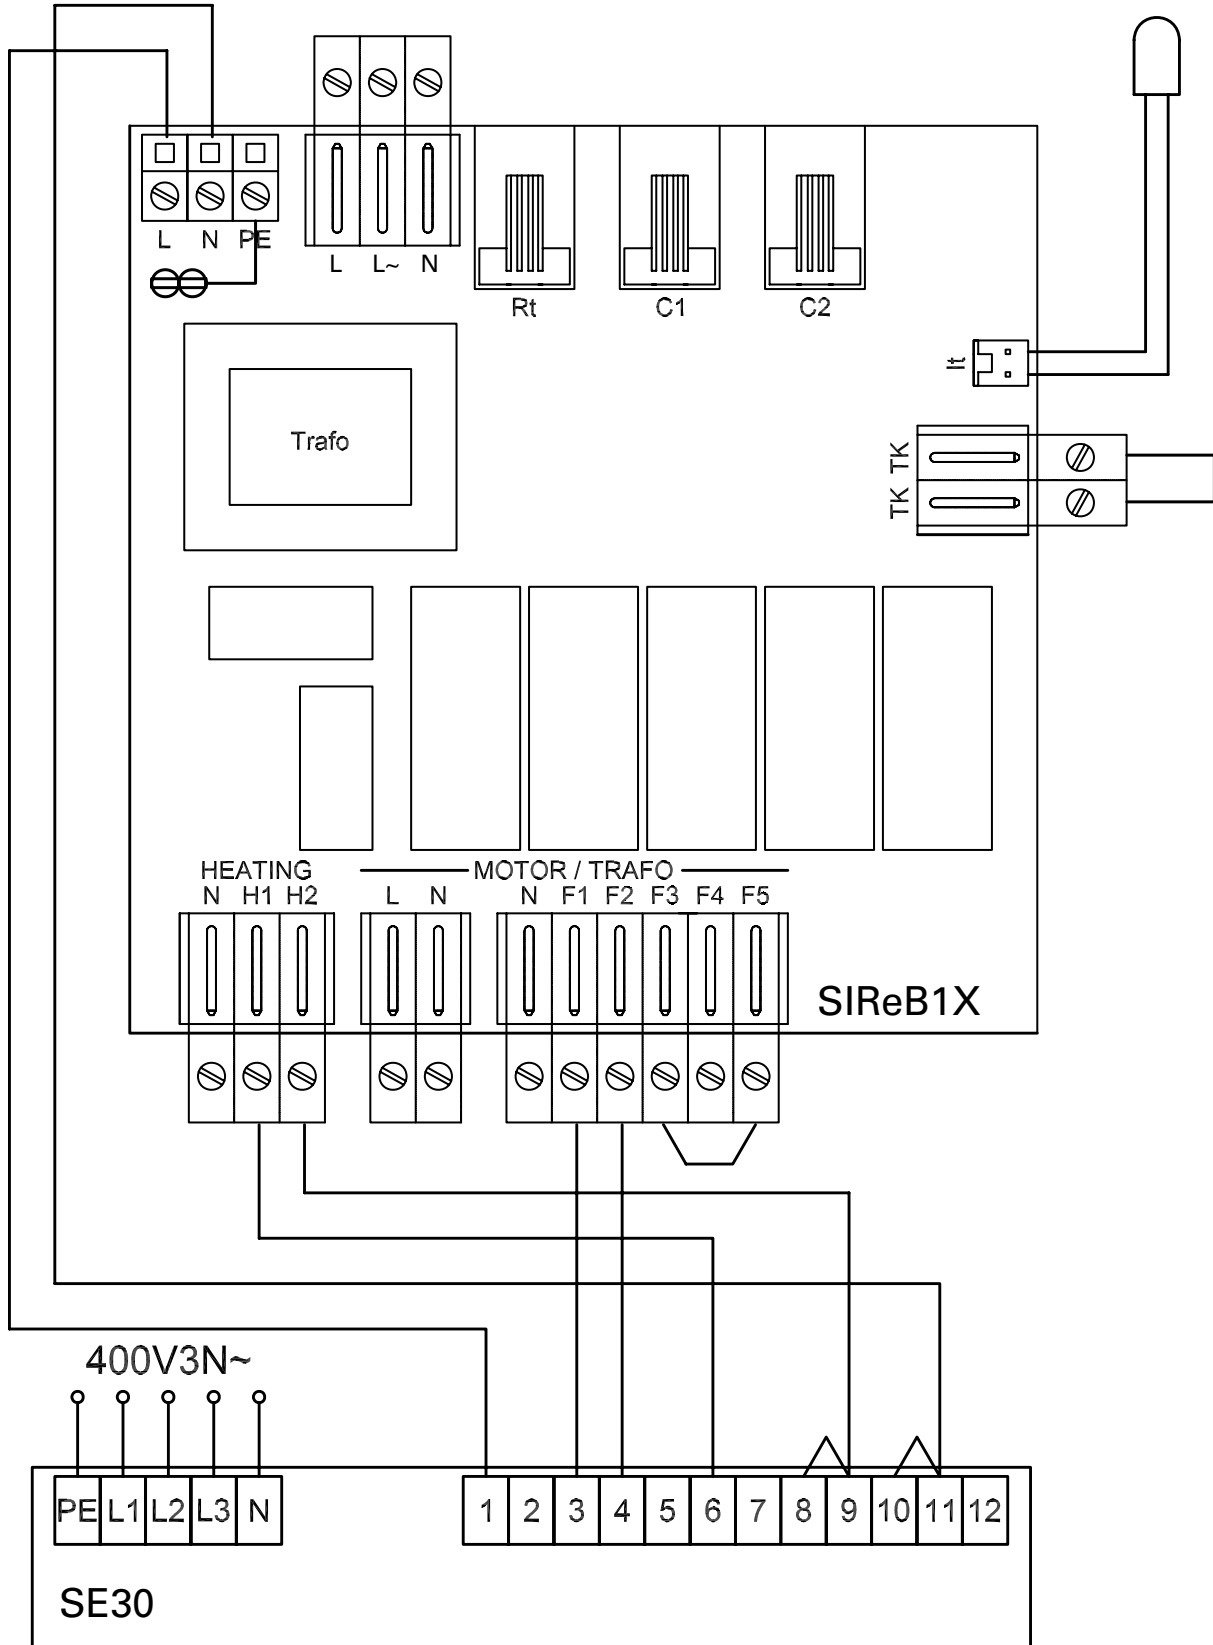 L N PE
L L~ N
Rt C1 C2
It
Trafo
TK
TK
HEATING MOTOR / TRAFO
N H1 H2 L N N F1 F2 F3 F4 F5
SIReB1X
400V3N~
PE L1 L2 L3 N 1 2 3 4 5 6 7 8 9 10 11 12
SE30